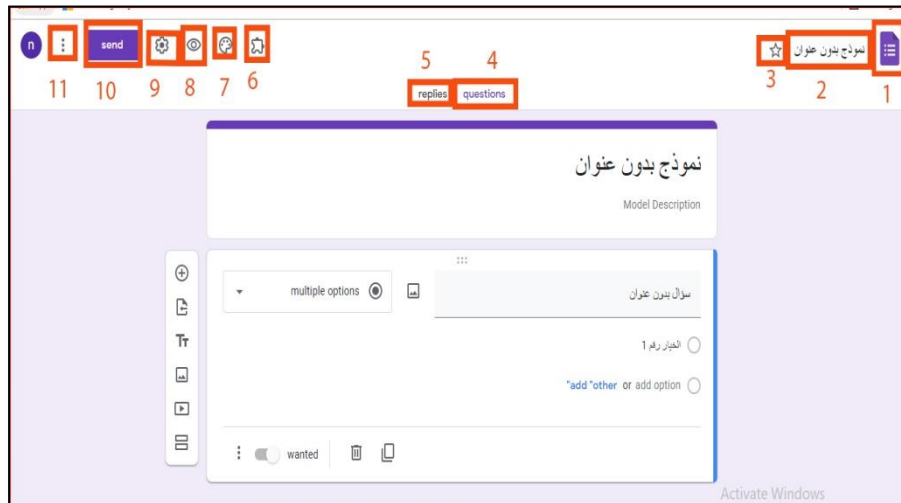 n
send
نموذج بدون عنوان
11 10 9 8 7 6 5 4 3 2 1
replies questions
نموذج بدون عنوان
Model Description
multiple options
سؤال بدون عنوان
الخيار رقم 1
"add "other or add option
Tт
wanted
Activate Windows